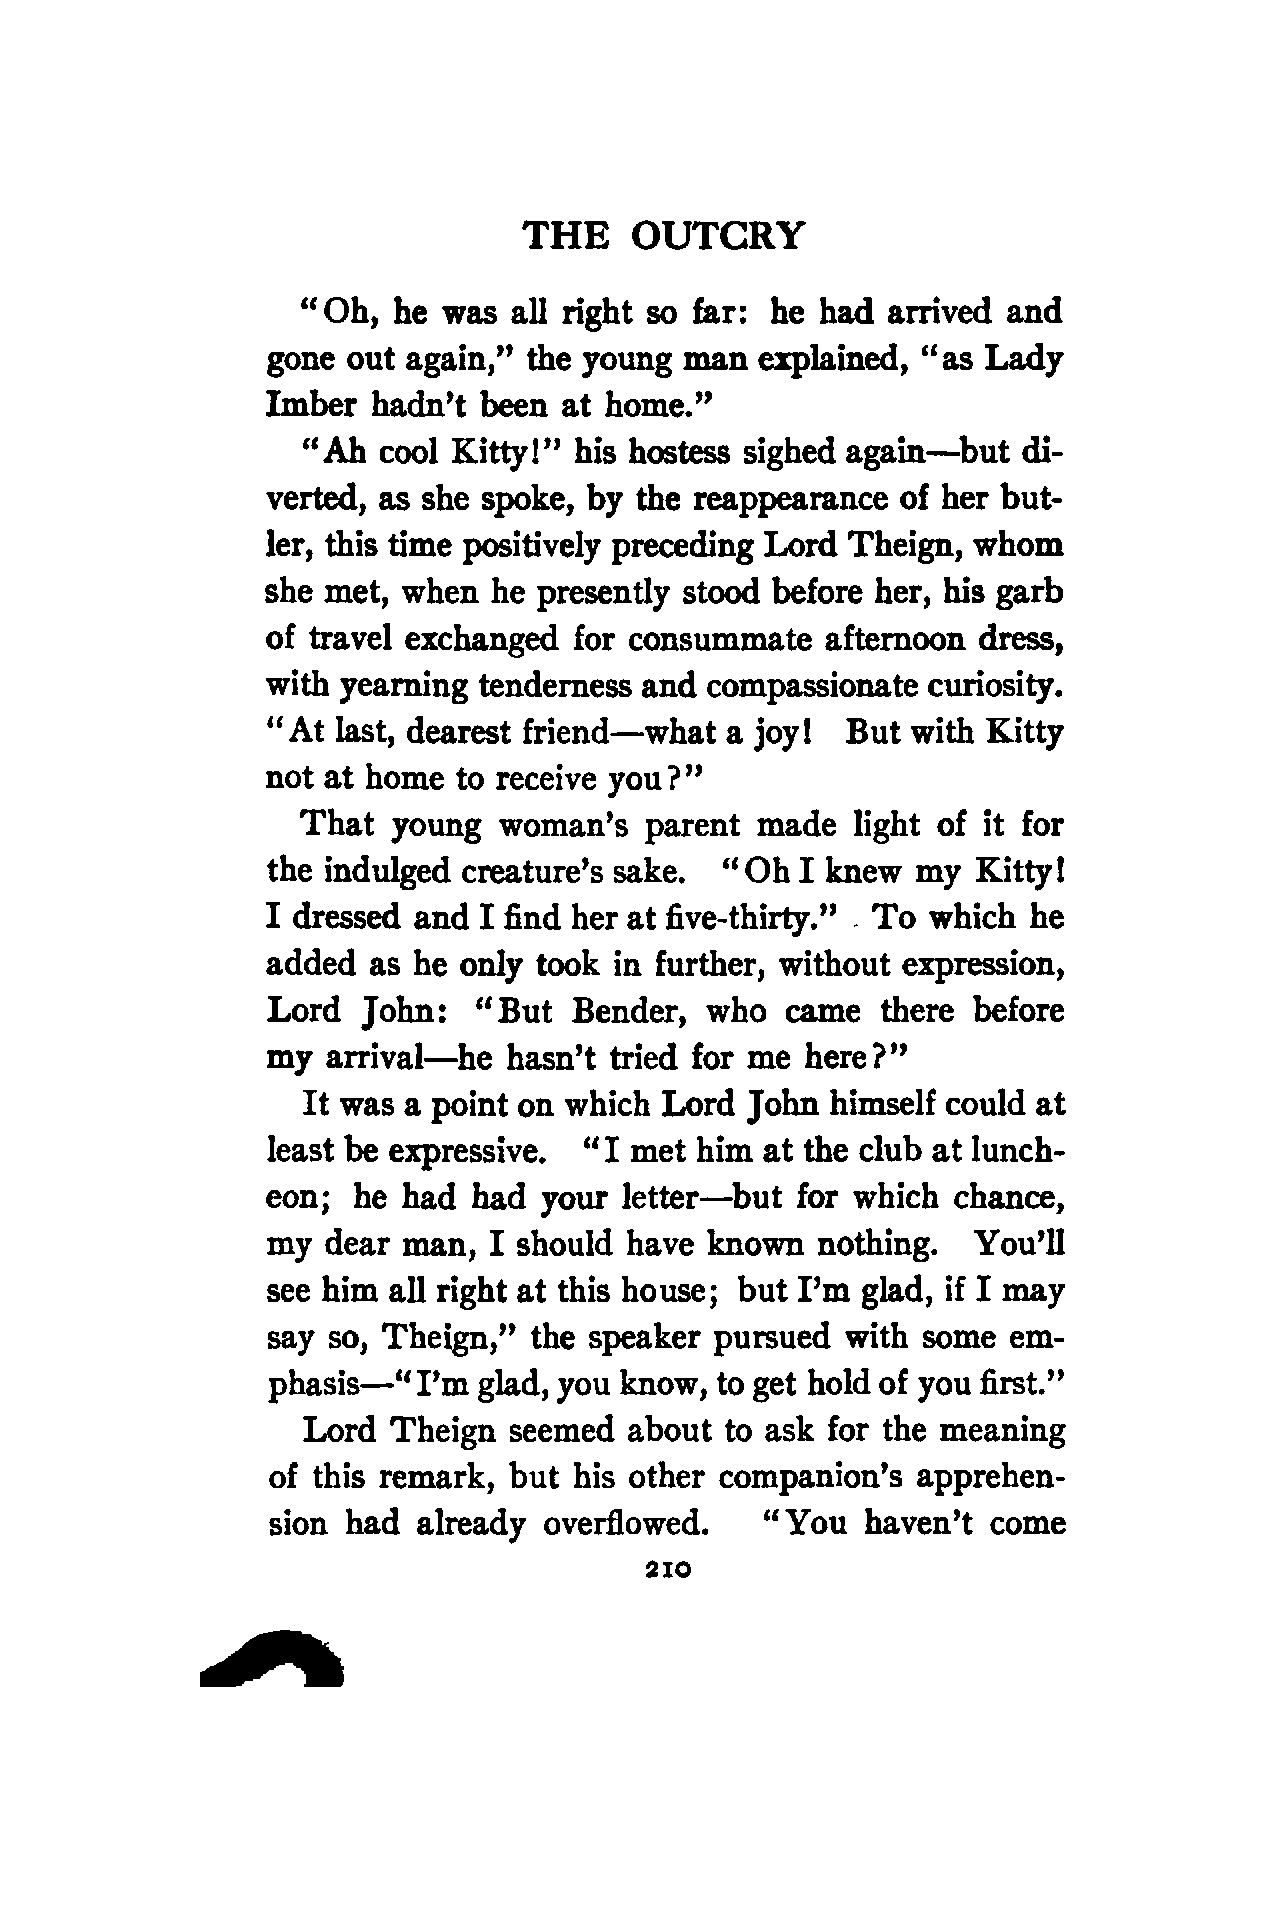 THE OUTCRY
“Oh, he was all right so far: he had arrived and
gone out again,” the young man explained, “as Lady
Imber hadn’t been at home.”
“Ah cool Kitty!” his hostess sighed again—but di-
verted, as she spoke, by the reappearance of her but-
ler, this time positively preceding Lord Theign, whom
she met, when he presently stood before her, his garb
of travel exchanged for consummate afternoon dress,
with yearning tenderness and compassionate curiosity.
“At last, dearest friend—what a joy! But with Kitty
not at home to receive you?”
That young woman’s parent made light of it for
the indulged creature’s sake. “Oh I knew my Kitty!
I dressed and I find her at five-thirty.” To which he
added as he only took in further, without expression,
Lord John: “But Bender, who came there before
my arrival—he hasn’t tried for me here?”
It was a point on which Lord John himself could at
least be expressive. “I met him at the club at lunch-
eon; he had had your letter—but for which chance,
my dear man, I should have known nothing. You’ll
see him all right at this house; but I’m glad, if I may
say so, Theign,” the speaker pursued with some em-
phasis—“I’m glad, you know, to get hold of you first.”
Lord Theign seemed about to ask for the meaning
of this remark, but his other companion’s apprehen-
sion had already overflowed. “You haven’t come
210